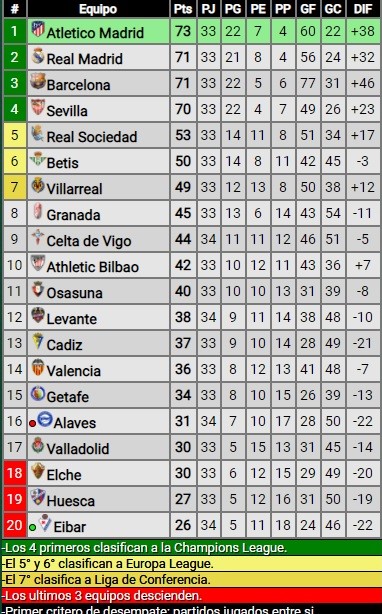 # Equipo Pts PJ PG PE PP GF GC DIF
1 Atletico Madrid 73 33 22 7 4 60 22 +38
2 Real Madrid 71 33 21 8 4 56 24 +32
3 Barcelona 71 33 22 5 6 77 31 +46
4 Sevilla 70 33 22 4 7 49 26 +23
5 Real Sociedad 53 33 14 11 8 51 34 +17
6 Betis 50 33 14 8 11 42 45 -3
7 Villarreal 49 33 12 13 8 50 38 +12
8 Granada 45 33 13 6 14 43 54 -11
9 Celta de Vigo 44 34 11 11 12 46 51 -5
10 Athletic Bilbao 42 33 10 12 11 43 36 +7
11 Osasuna 40 33 10 10 13 31 39 -8
12 Levante 38 34 9 11 14 38 48 -10
13 Cadiz 37 33 9 10 14 28 49 -21
14 Valencia 36 33 8 12 13 41 48 -7
15 Getafe 34 33 8 10 15 26 39 -13
16 Alaves 31 34 7 10 17 28 50 -22
17 Valladolid 30 33 5 15 13 31 45 -14
18 Elche 30 33 6 12 15 29 49 -20
19 Huesca 27 33 5 12 16 31 50 -19
20 Eibar 26 34 5 11 18 24 46 -22
-Los 4 primeros clasifican a la Champions League.
-El 5° y 6° clasifican a Europa League.
-El 7° clasifica a Liga de Conferencia.
-Los ultimos 3 equipos descienden.
-Primer critero de desempate: partidos jugados entre si